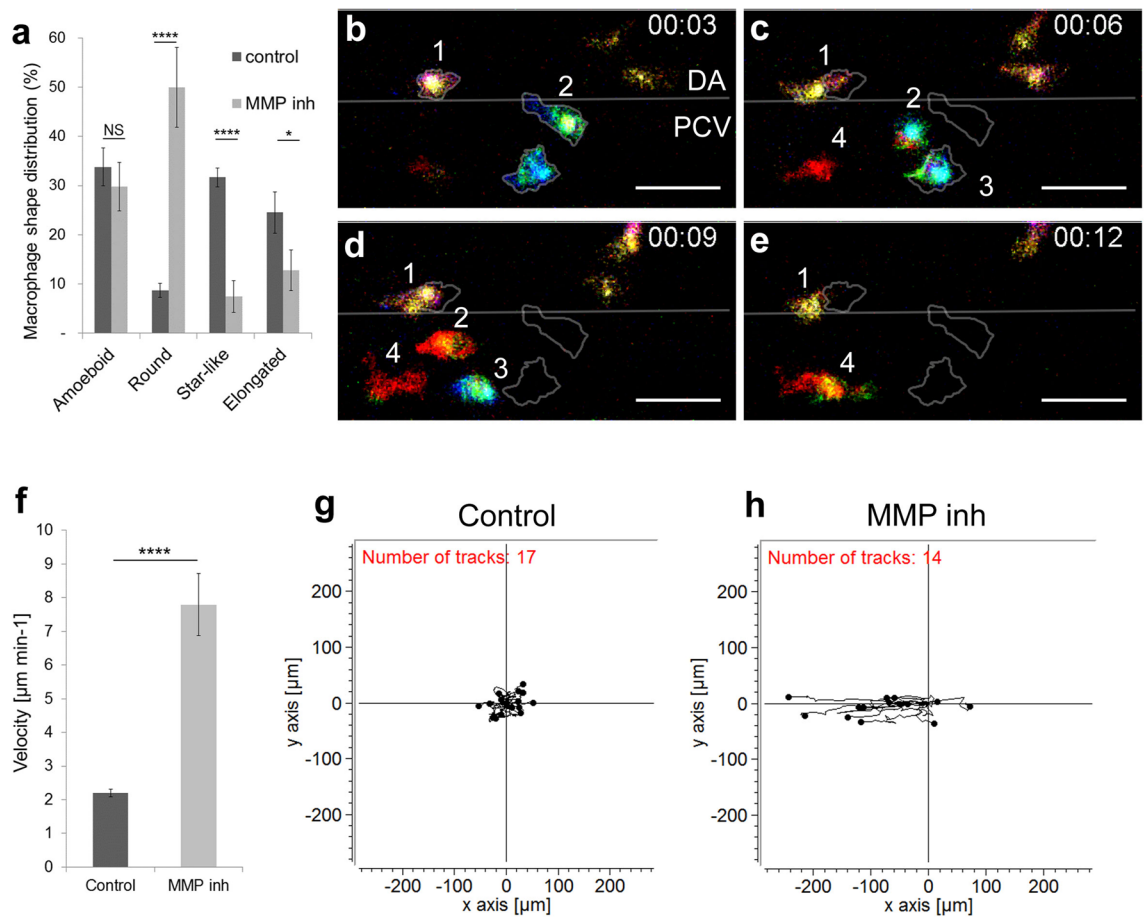 a
Macrophage shape distribution (%)
60
50
40
30
20
10
-
****
control
MMP inh
NS
****
*
Amoeboid
Round
Star-like
Elongated
b
00:03
1
2
DA
PCV
c
00:06
1
2
4
3
d
00:09
1
2
4
3
e
00:12
1
4
f
Velocity [µm min-1]
10
9
8
7
6
5
4
3
2
1
0
****
Control
MMP inh
g
Control
Number of tracks: 17
y axis [µm]
200
100
0
-100
-200
-200 -100 0 100 200
x axis [µm]
h
MMP inh
Number of tracks: 14
y axis [µm]
200
100
0
-100
-200
-200 -100 0 100 200
x axis [µm]